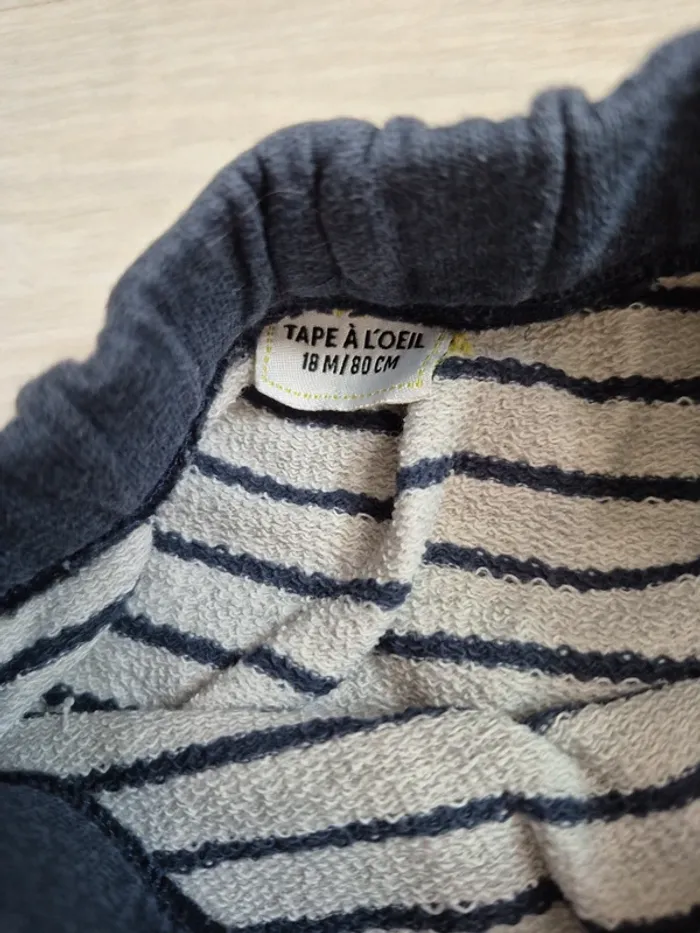 TAPE À L'OEIL
18 M/80 CM